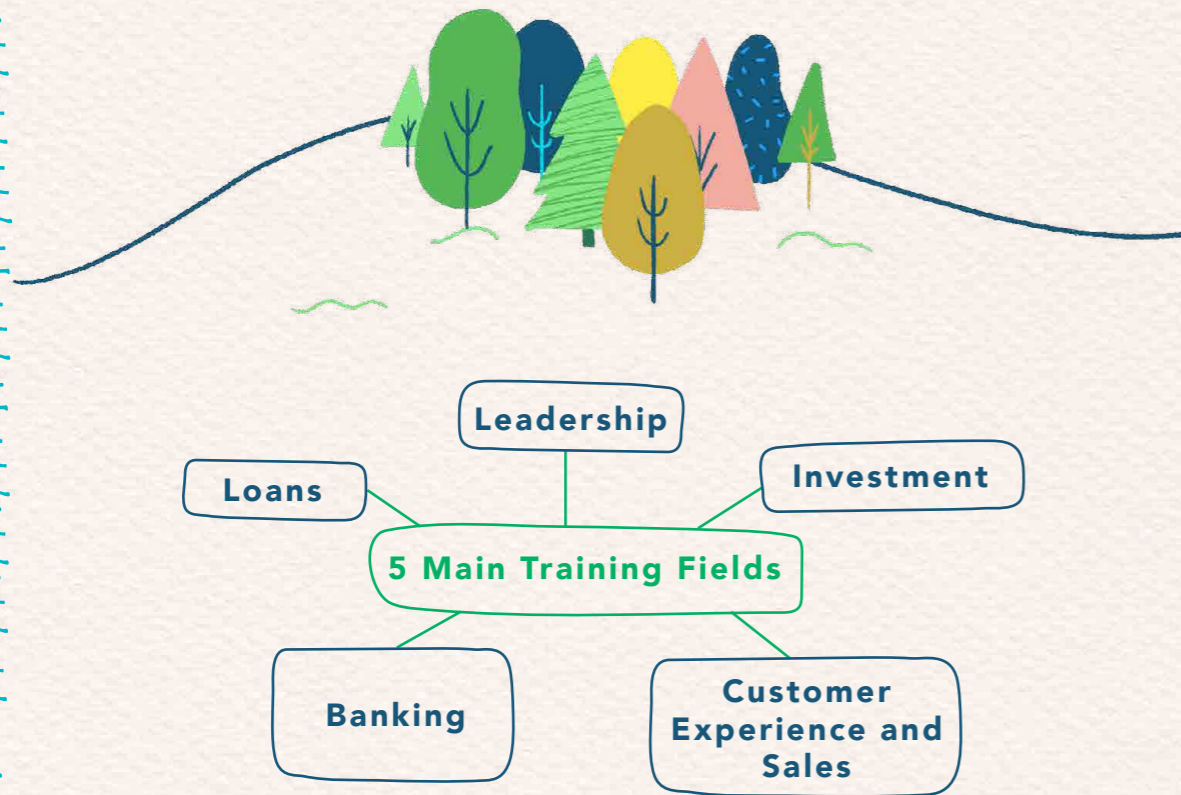 Leadership
Loans
Investment
5 Main Training Fields
Banking
Customer
Experience and
Sales